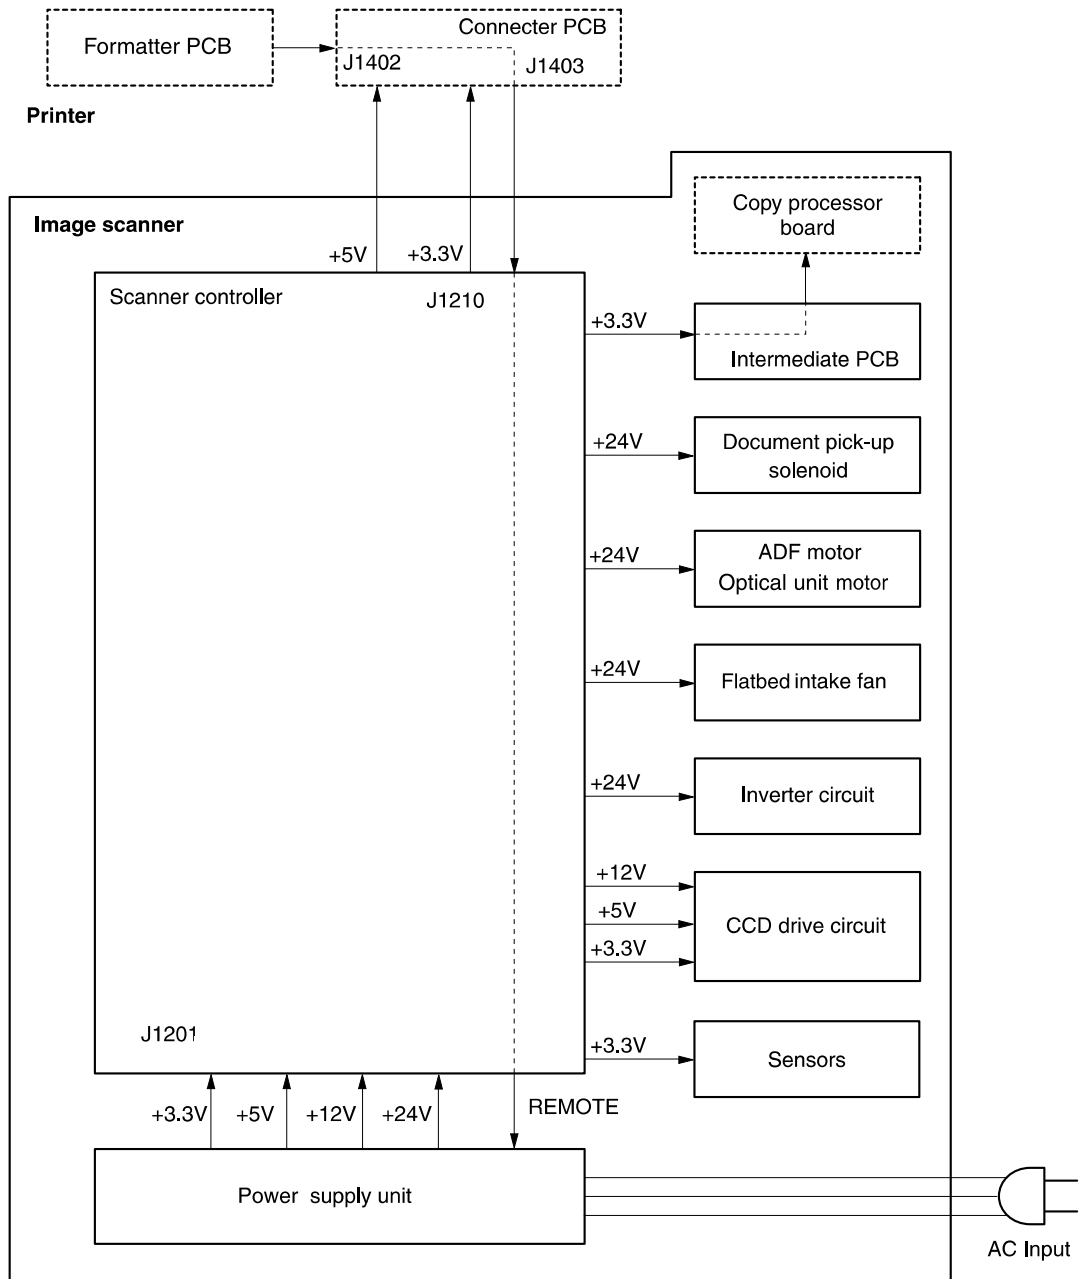 Formatter PCB
Connecter PCB
J1402
J1403
Printer
Image scanner
Copy processor
board
+5V
+3.3V
Scanner controller
J1210
+3.3V
Intermediate PCB
+24V
Document pick-up
solenoid
+24V
ADF motor
Optical unit motor
+24V
Flatbed intake fan
+24V
Inverter circuit
+12V
+5V
CCD drive circuit
+3.3V
J1201
+3.3V
Sensors
+3.3V
+5V
+12V
+24V
REMOTE
Power supply unit
AC Input